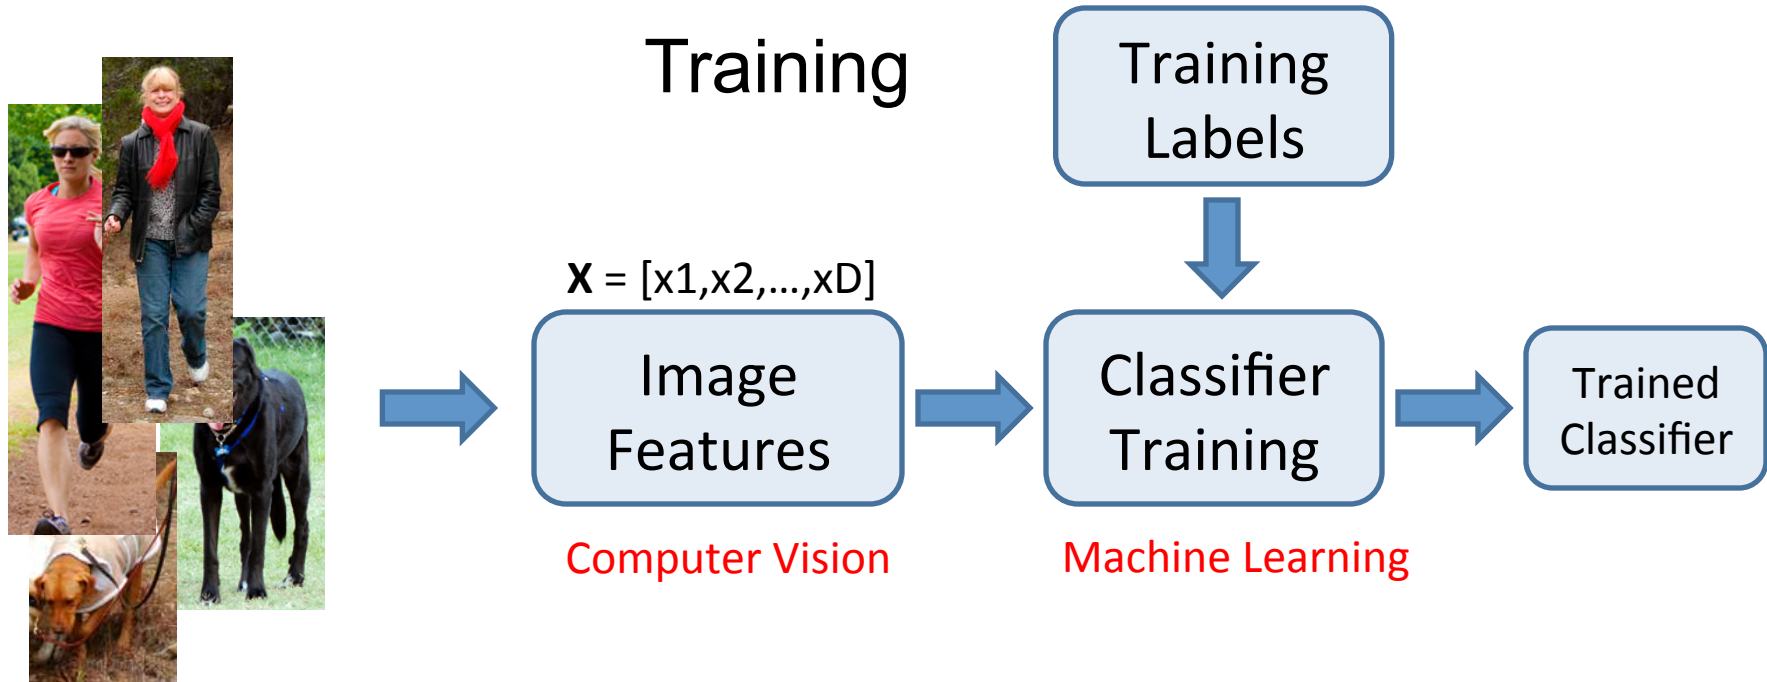 Training
Training
Labels
X = [x1,x2,...,xD]
Image
Features
Classifier
Training
Trained
Classifier
Computer Vision
Machine Learning